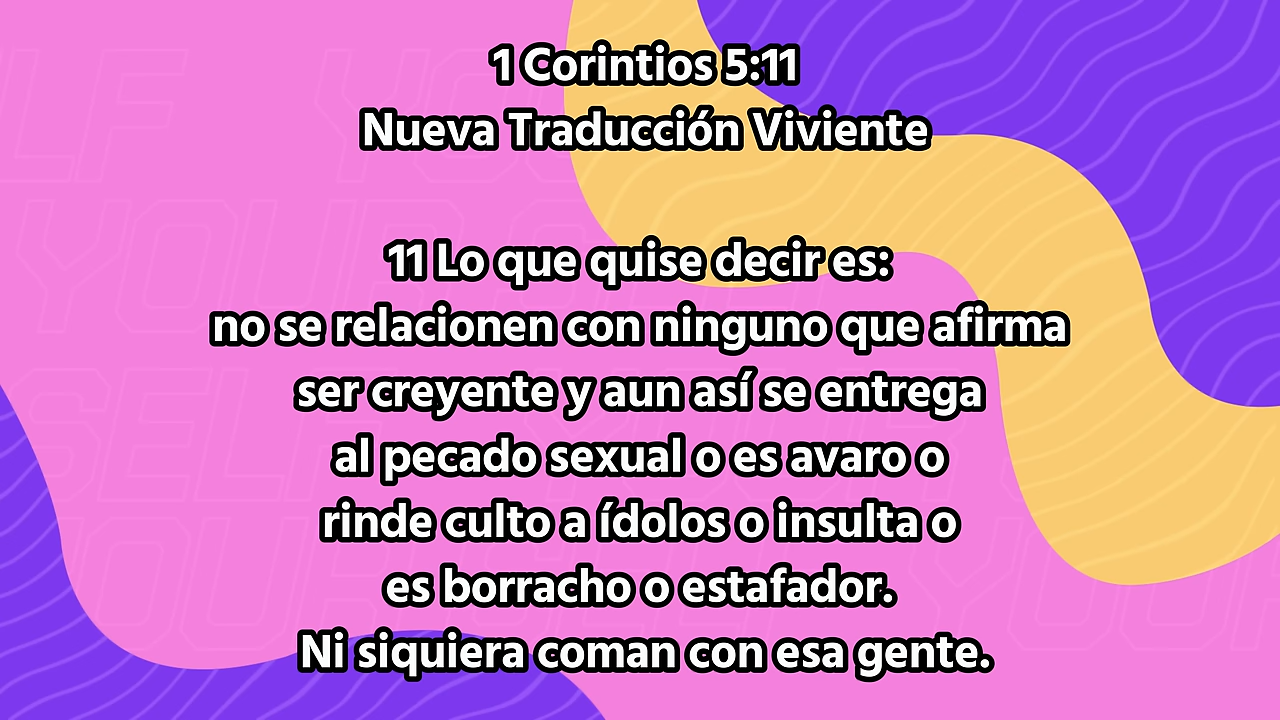 1 Corintios 5:11
Nueva Traducción Viviente
11 Lo que quise decir es:
no se relacionen con ninguno que afirma
ser creyente y aun así se entrega
al pecado sexual o es avaro o
rinde culto a ídolos o insulta o
es borracho o estafador.
Ni siquiera coman con esa gente.